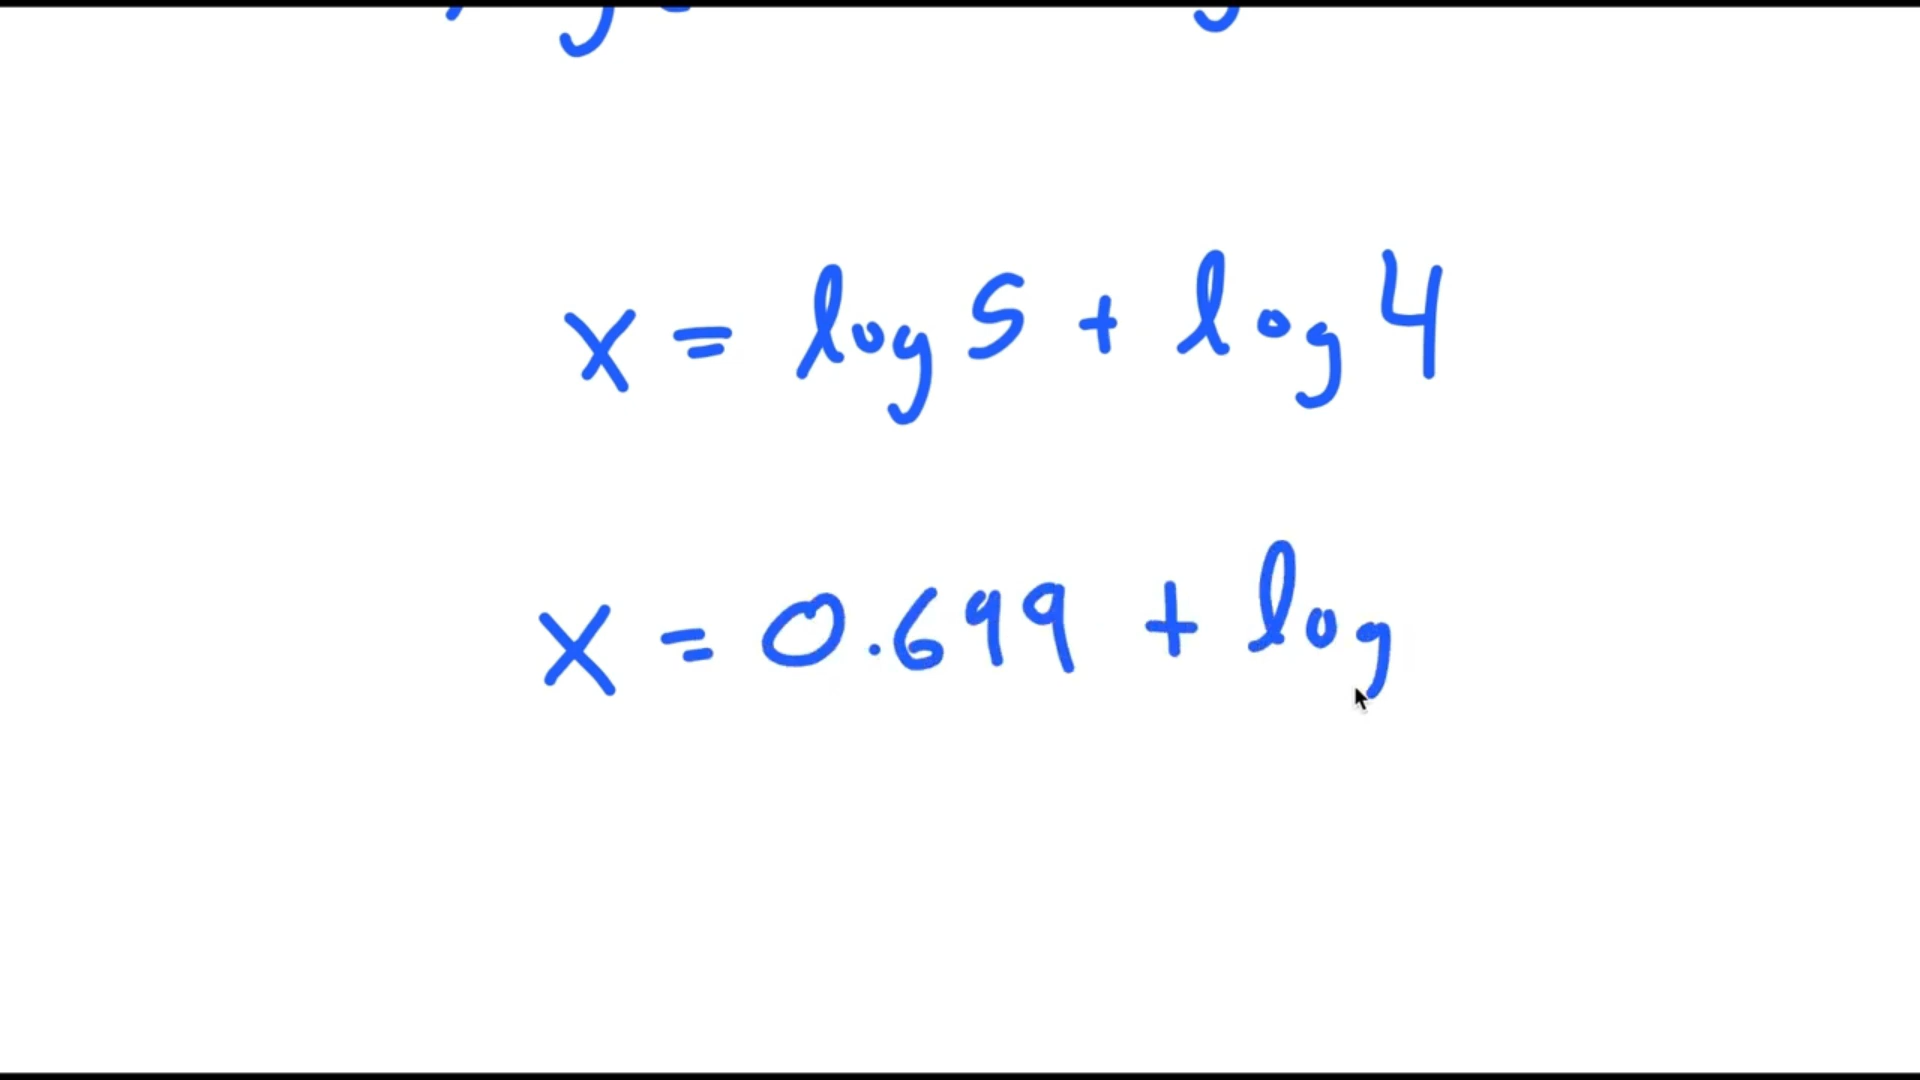 x = log 5 + log 4
x = 0.699 + log